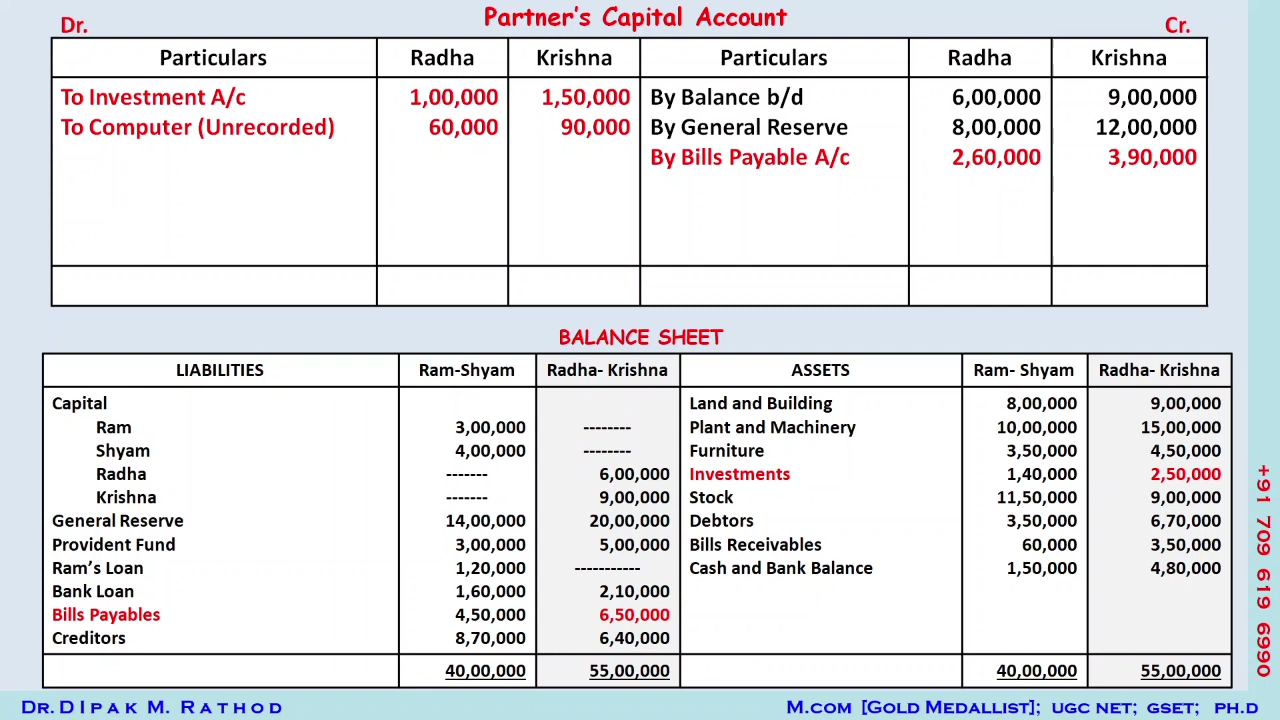 Partner's Capital Account
Dr. Cr.
Particulars Radha Krishna Particulars Radha Krishna
To Investment A/c 1,00,000 1,50,000 By Balance b/d 6,00,000 9,00,000
To Computer (Unrecorded) 60,000 90,000 By General Reserve 8,00,000 12,00,000
By Bills Payable A/c 2,60,000 3,90,000
BALANCE SHEET
LIABILITIES Ram-Shyam Radha- Krishna ASSETS Ram- Shyam Radha- Krishna
Capital Land and Building 8,00,000 9,00,000
Ram 3,00,000 -------- Plant and Machinery 10,00,000 15,00,000
Shyam 4,00,000 -------- Furniture 3,50,000 4,50,000
Radha ------- 6,00,000 Investments 1,40,000 2,50,000
Krishna ------- 9,00,000 Stock 11,50,000 9,00,000
General Reserve 14,00,000 20,00,000 Debtors 3,50,000 6,70,000
Provident Fund 3,00,000 5,00,000 Bills Receivables 60,000 3,50,000
Ram's Loan 1,20,000 ----------- Cash and Bank Balance 1,50,000 4,80,000
Bank Loan 1,60,000 2,10,000
Bills Payables 4,50,000 6,50,000
Creditors 8,70,000 6,40,000
40,00,000 55,00,000 40,00,000 55,00,000
+91 709 619 6990
DR. DIPAK M. RATHOD M.COM [GOLD MEDALLIST]; UGC NET; GSET; PH.D